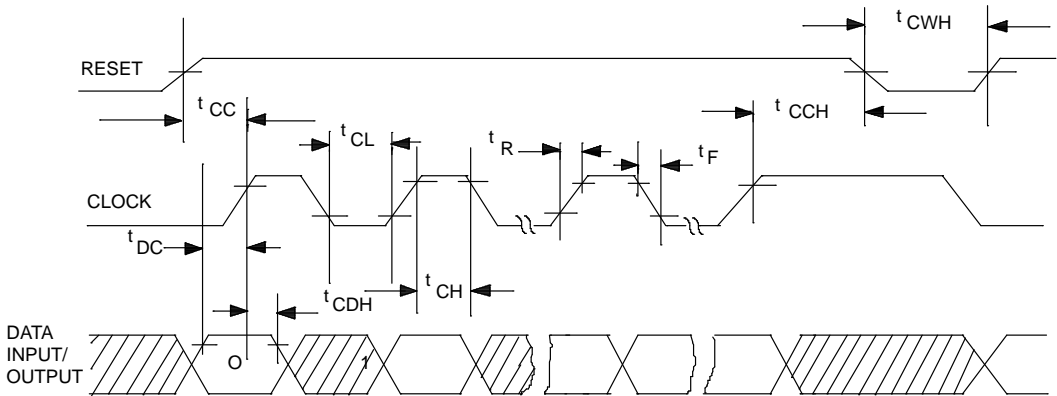 t CWH
RESET
t CC
t CCH
t CL
t R
t F
CLOCK
t DC
t CDH
t CH
DATA
INPUT/
OUTPUT
O
1